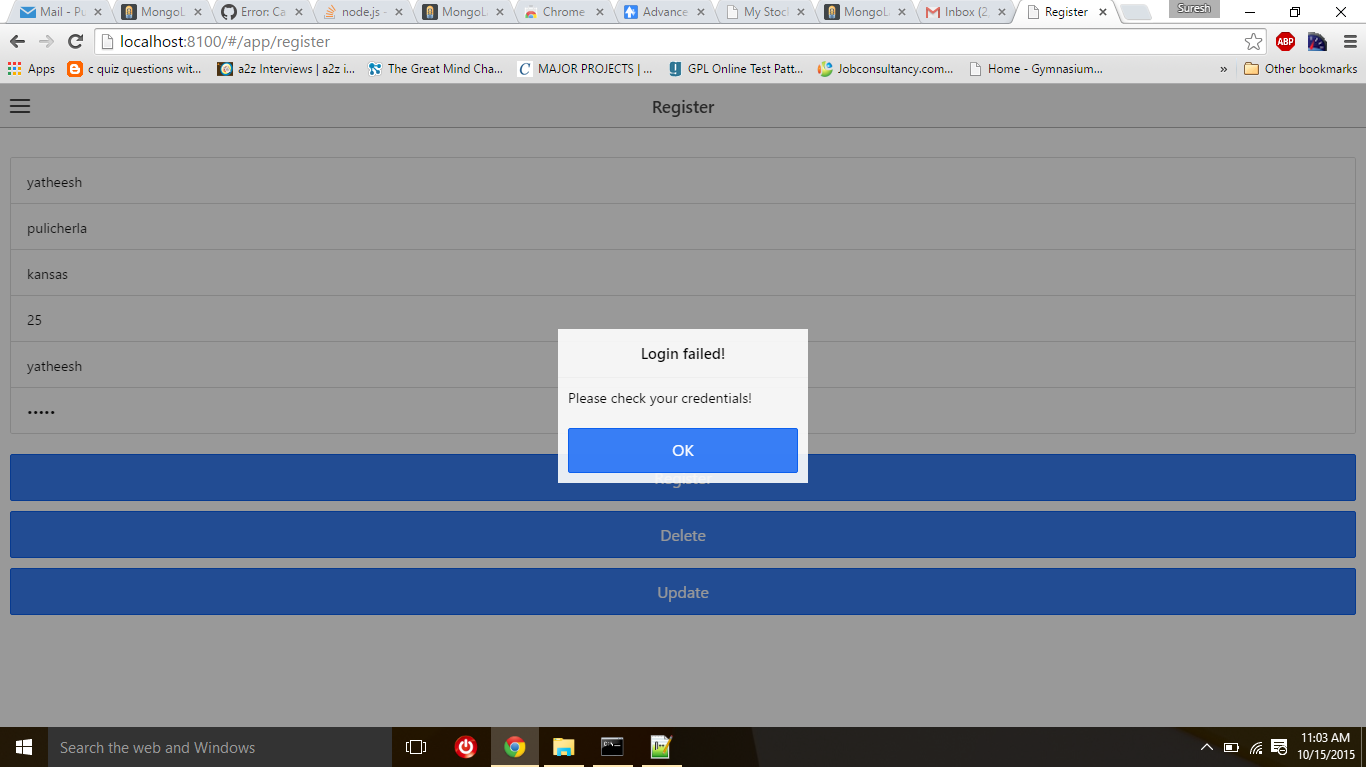 Mail - Pu MongoL Error: Ca node.js - MongoL Chrome Advance My Stock MongoL Inbox (2, Register Suresh
localhost:8100/#/app/register
Apps c quiz questions wit... a2z Interviews | a2z i... The Great Mind Cha... MAJOR PROJECTS | ... GPL Online Test Patt... Jobconsultancy.com... Home - Gymnasium... » Other bookmarks
Register
yatheesh
pulicherla
kansas
25
yatheesh
•••••
Login failed!
Please check your credentials!
OK
Register
Delete
Update
Search the web and Windows
11:03 AM
10/15/2015